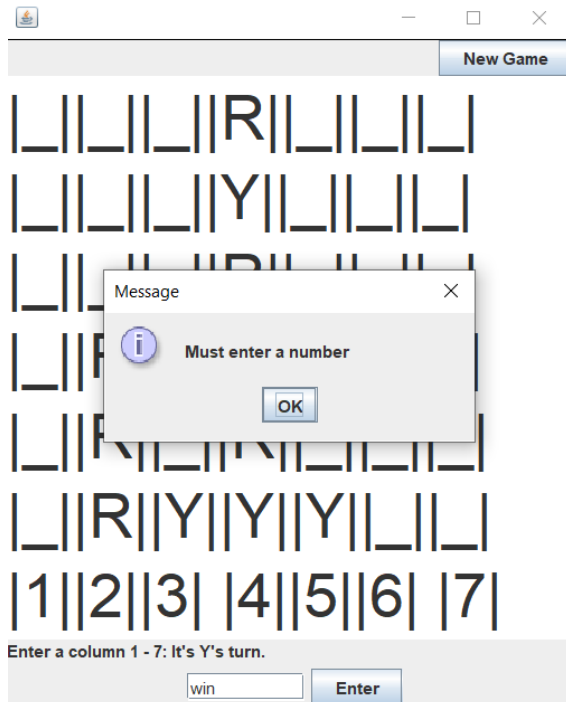 New Game
|_||_||_||R||_||_||_|
|_||_||_||Y||_||_||_|
|_||_
|_||
|_||R||_||R||_||_||_|
|_||R||Y||Y||Y||_||_|
|1||2||3| |4||5||6| |7|
Message
Must enter a number
OK
Enter a column 1 - 7: It's Y's turn.
win
Enter